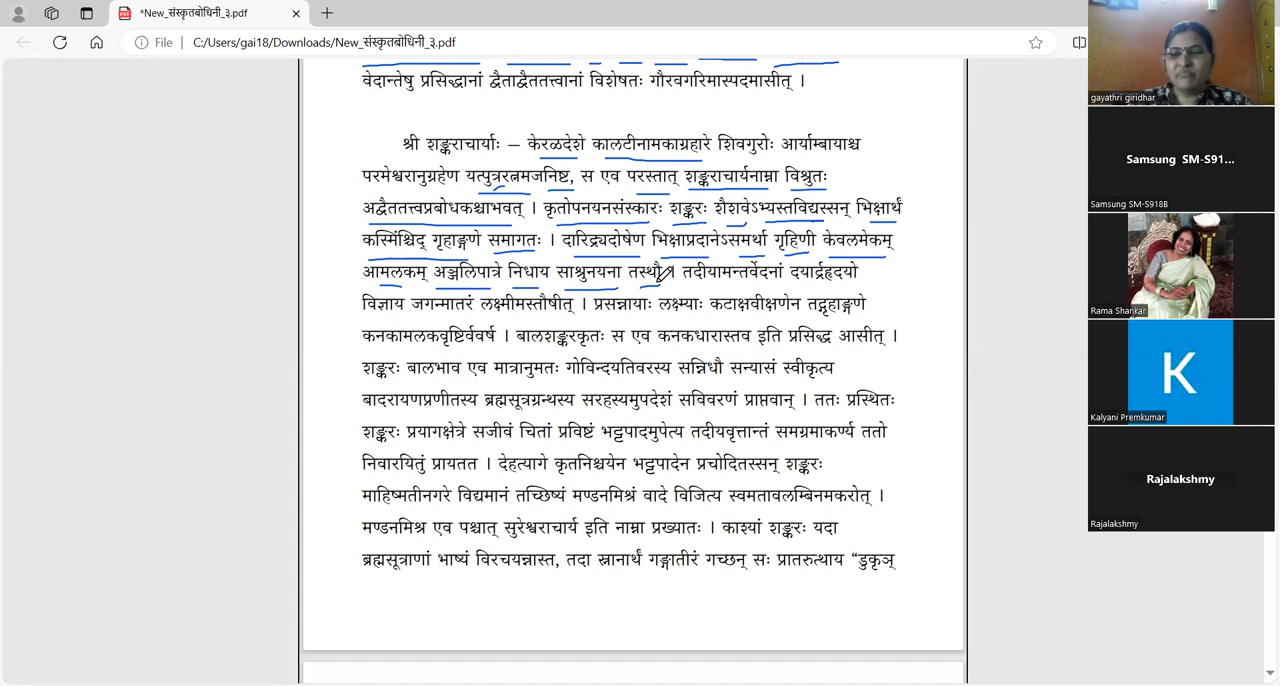 *New_संस्कृतबोधिनी_३.pdf
File
C:/Users/gai18/Downloads/New_संस्कृतबोधिनी_३.pdf
वेदान्तेषु प्रसिद्धानां द्वैताद्वैततत्त्वानां विशेषतः गौरवगरिमास्पदमासीत् ।
श्री शङ्कराचार्याः – केरळदेशे कालटीनामकाग्रहारे शिवगुरोः आर्याम्बायाश्च
परमेश्वरानुग्रहेण यत्पुत्ररत्नमजनिष्ट, स एव परस्तात् शङ्कराचार्यनाम्ना विश्रुतः
अद्वैततत्त्वप्रबोधकश्चाभवत् । कृतोपनयनसंस्कारः शङ्करः शैशवेऽभ्यस्तविद्यस्सन् भिक्षार्थं
कस्मिंश्चिद् गृहाङ्गणे समागतः । दारिद्र्यदोषेण भिक्षाप्रदानेऽसमर्था गृहिणी केवलमेकम्
आमलकम् अञ्जलिपात्रे निधाय साश्रुनयना तस्थौ । तदीयामन्तर्वेदनां दयार्द्रहृदयो
विज्ञाय जगन्मातरं लक्ष्मीमस्तौषीत् । प्रसन्नायाः लक्ष्म्याः कटाक्षवीक्षणेन तद्गृहाङ्गणे
कनकामलकवृष्टिर्ववर्ष । बालशङ्करकृतः स एव कनकधारास्तव इति प्रसिद्ध आसीत् ।
शङ्करः बालभाव एव मात्रानुमतः गोविन्दयतिवरस्य सन्निधौ सन्यासं स्वीकृत्य
बादरायणप्रणीतस्य ब्रह्मसूत्रग्रन्थस्य सरहस्यमुपदेशं सविवरणं प्राप्तवान् । ततः प्रस्थितः
शङ्करः प्रयागक्षेत्रे सजीवं चितां प्रविष्टं भट्टपादमुपेत्य तदीयवृत्तान्तं समग्रमाकर्ण्य ततो
निवारयितुं प्रायतत । देहत्यागे कृतनिश्चयेन भट्टपादेन प्रचोदितस्सन् शङ्करः
माहिष्मतीनगरे विद्यमानं तच्छिष्यं मण्डनमिश्रं वादे विजित्य स्वमतावलम्बिनमकरोत् ।
मण्डनमिश्र एव पश्चात् सुरेश्वराचार्य इति नाम्ना प्रख्यातः । काश्यां शङ्करः यदा
ब्रह्मसूत्राणां भाष्यं विरचयन्नास्त, तदा स्नानार्थं गङ्गातीरं गच्छन् सः प्रातरुत्थाय “डुकृञ्
gayathri giridhar
Samsung SM-S91...
Samsung SM-S918B
Rama Shankar
K
Kalyani Premkumar
Rajalakshmy
Rajalakshmy